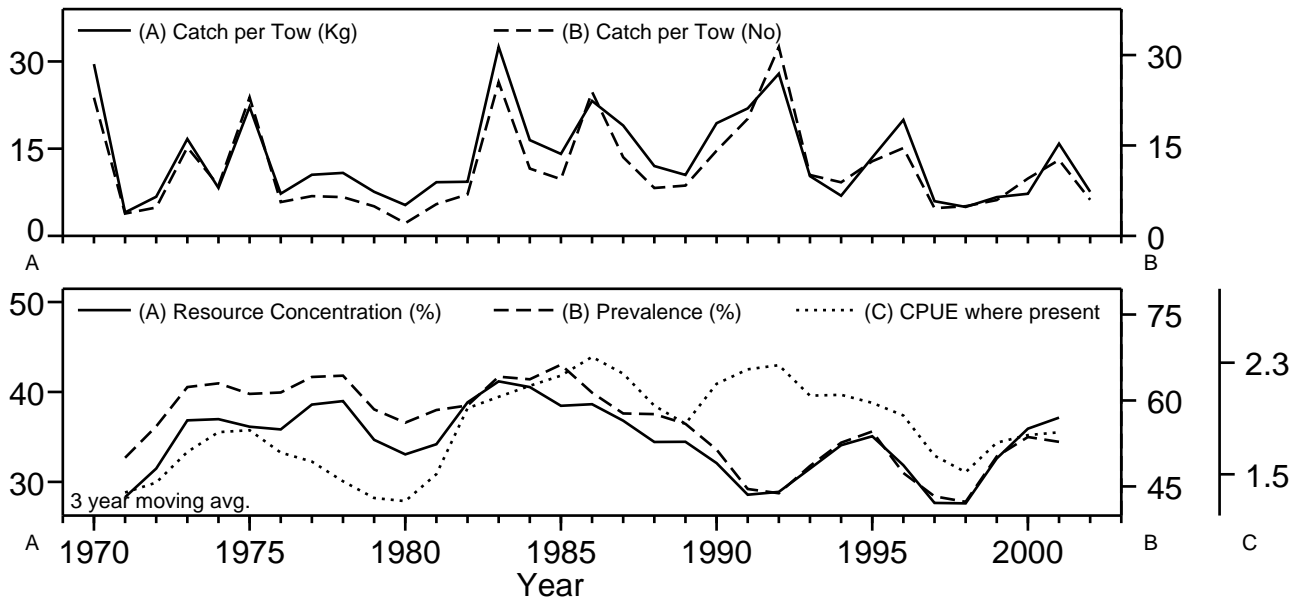 (A) Catch per Tow (Kg) (B) Catch per Tow (No)
30 30
15 15
0 0
A B
50
(A) Resource Concentration (%) (B) Prevalence (%) (C) CPUE where present
75
2.3
40 60
30 45 1.5
3 year moving avg.
A 1970 1975 1980 1985 1990 1995 2000 B C
Year